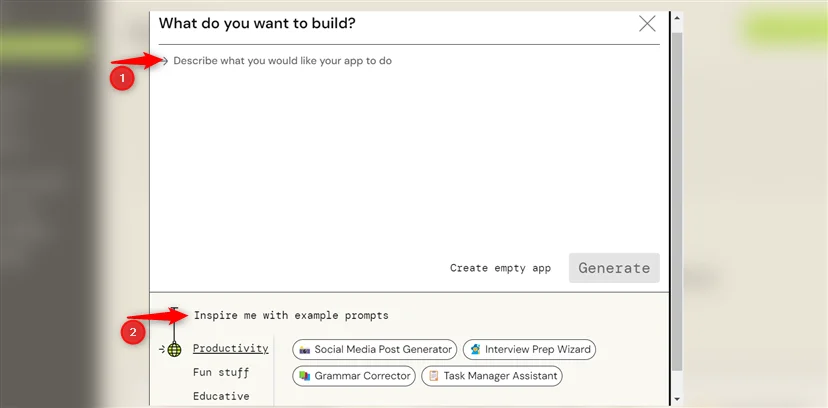 What do you want to build?
Describe what you would like your app to do
1
Create empty app
Generate
Inspire me with example prompts
2
Productivity
Social Media Post Generator
Interview Prep Wizard
Fun stuff
Grammar Corrector
Task Manager Assistant
Educative